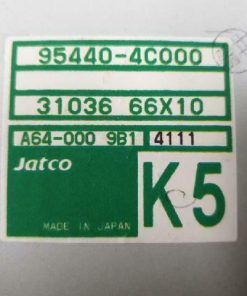 95440-4C000
31036 66X10
A64-000 9B1 4111
Jatco
K5
MADE IN JAPAN